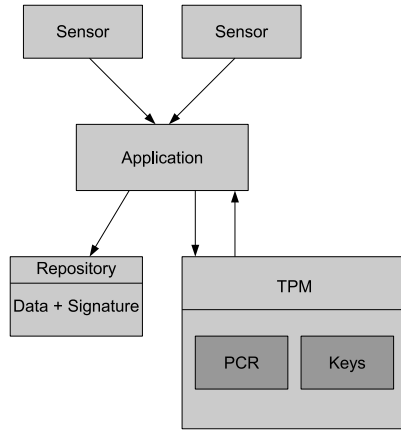 Sensor
Sensor
Application
Repository
Data + Signature
TPM
PCR
Keys